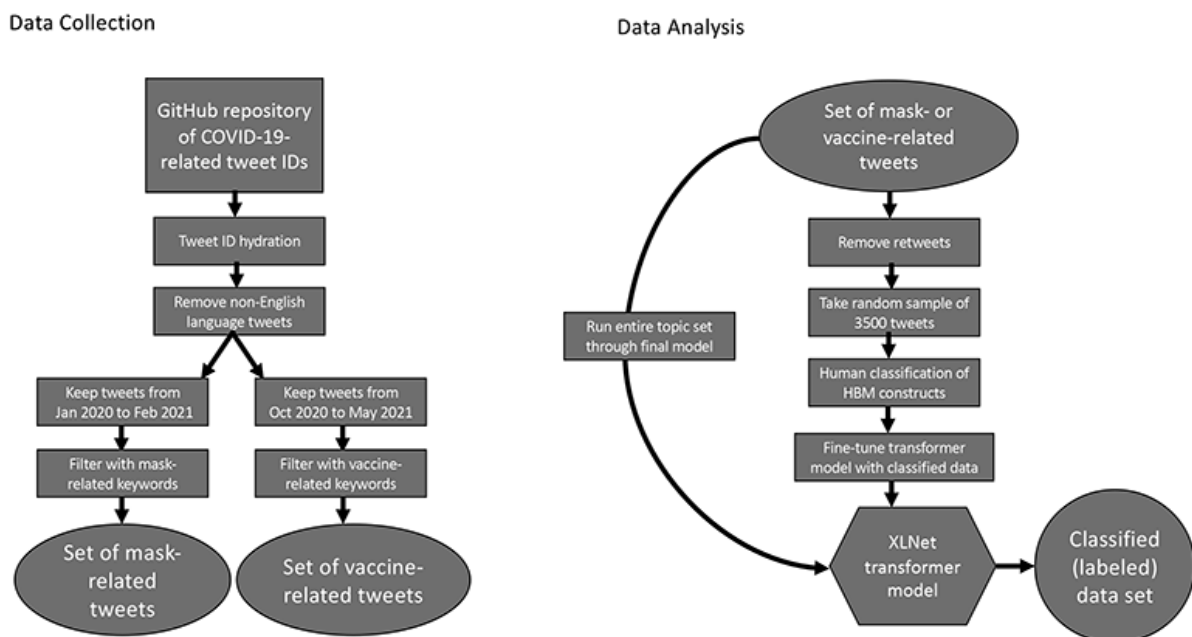 Data Collection
GitHub repository
of COVID-19-
related tweet IDs
Tweet ID hydration
Remove non-English
language tweets
Keep tweets from
Jan 2020 to Feb 2021
Keep tweets from
Oct 2020 to May 2021
Filter with mask-
related keywords
Filter with vaccine-
related keywords
Set of mask-
related
tweets
Set of vaccine-
related tweets
Data Analysis
Set of mask- or
vaccine-related
tweets
Remove retweets
Take random sample of
3500 tweets
Run entire topic set
through final model
Human classification of
HBM constructs
Fine-tune transformer
model with classified data
XLNet
transformer
model
Classified
(labeled)
data set